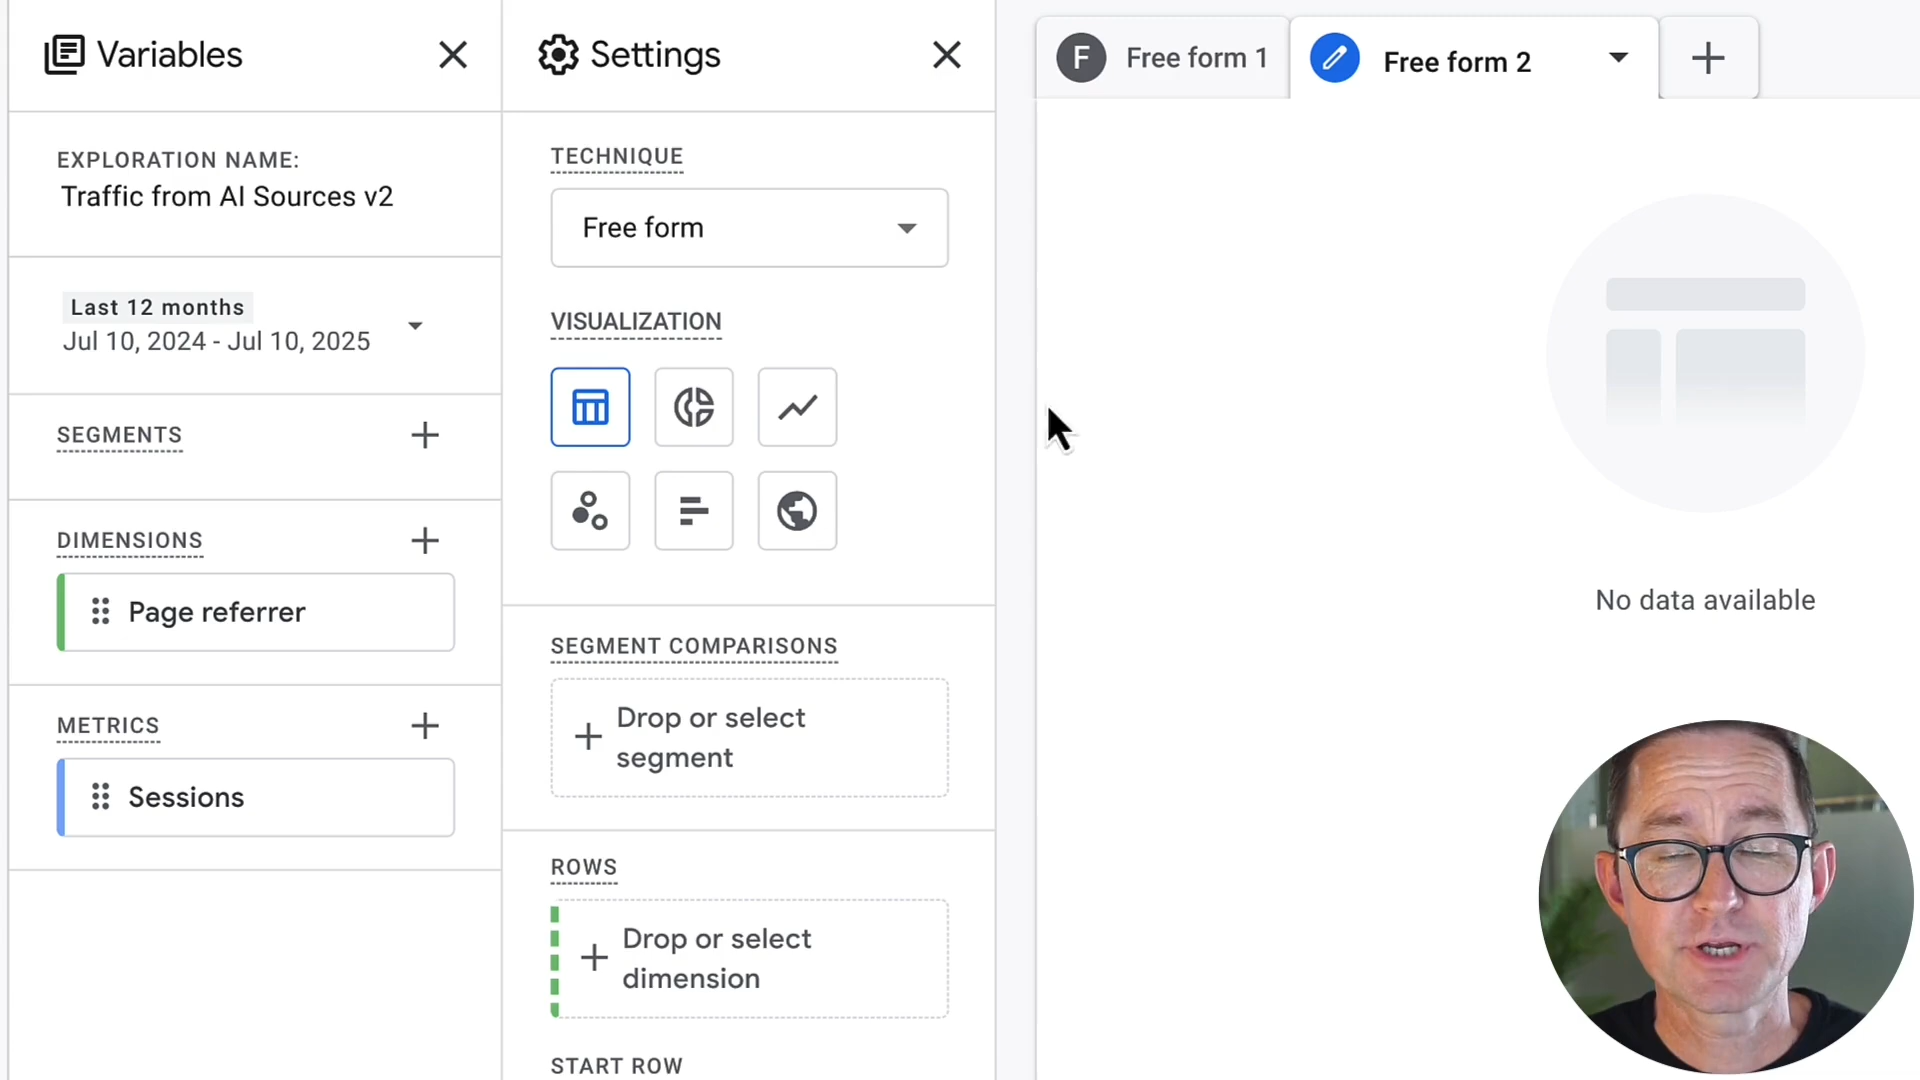 Variables
EXPLORATION NAME:
Traffic from AI Sources v2
Last 12 months
Jul 10, 2024 - Jul 10, 2025
SEGMENTS
DIMENSIONS
Page referrer
METRICS
Sessions
Settings
TECHNIQUE
Free form
VISUALIZATION
SEGMENT COMPARISONS
Drop or select
segment
ROWS
Drop or select
dimension
START ROW
F Free form 1
Free form 2
No data available